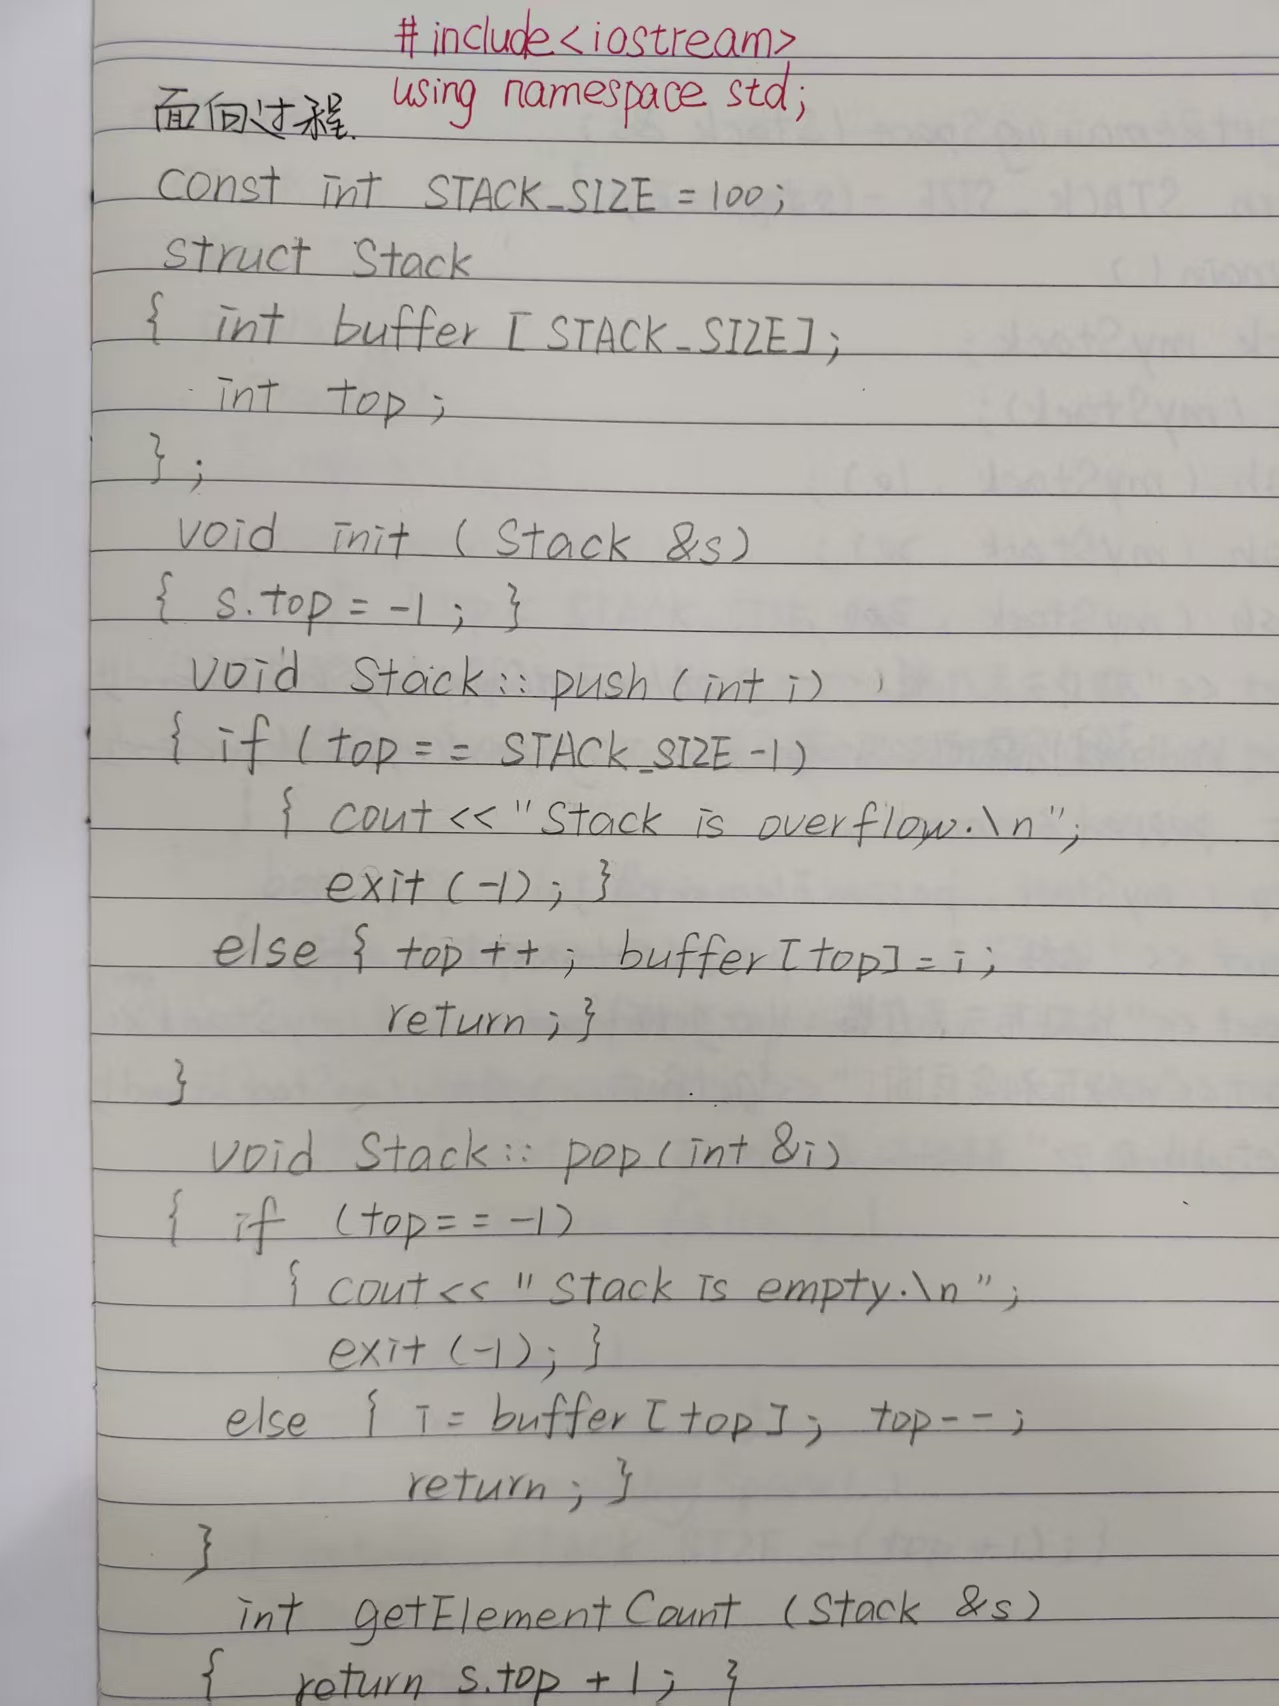 #include<iostream>
using namespace std;
面向过程.
const int STACK_SIZE = 100;
struct Stack
{ int buffer [STACK_SIZE];
int top;
};
void init (Stack &s)
{ s.top = -1; }
void Stack::push (int i)
{ if (top == STACK_SIZE -1)
{ cout << "Stack is overflow.\n";
exit (-1); }
else { top ++; buffer [top] = i;
return; }
}
void Stack::pop (int &i)
{ if (top == -1)
{ cout << "Stack is empty.\n";
exit (-1); }
else { i = buffer [top]; top--;
return; }
}
int getElementCount (Stack &s)
{ return s.top + 1; }